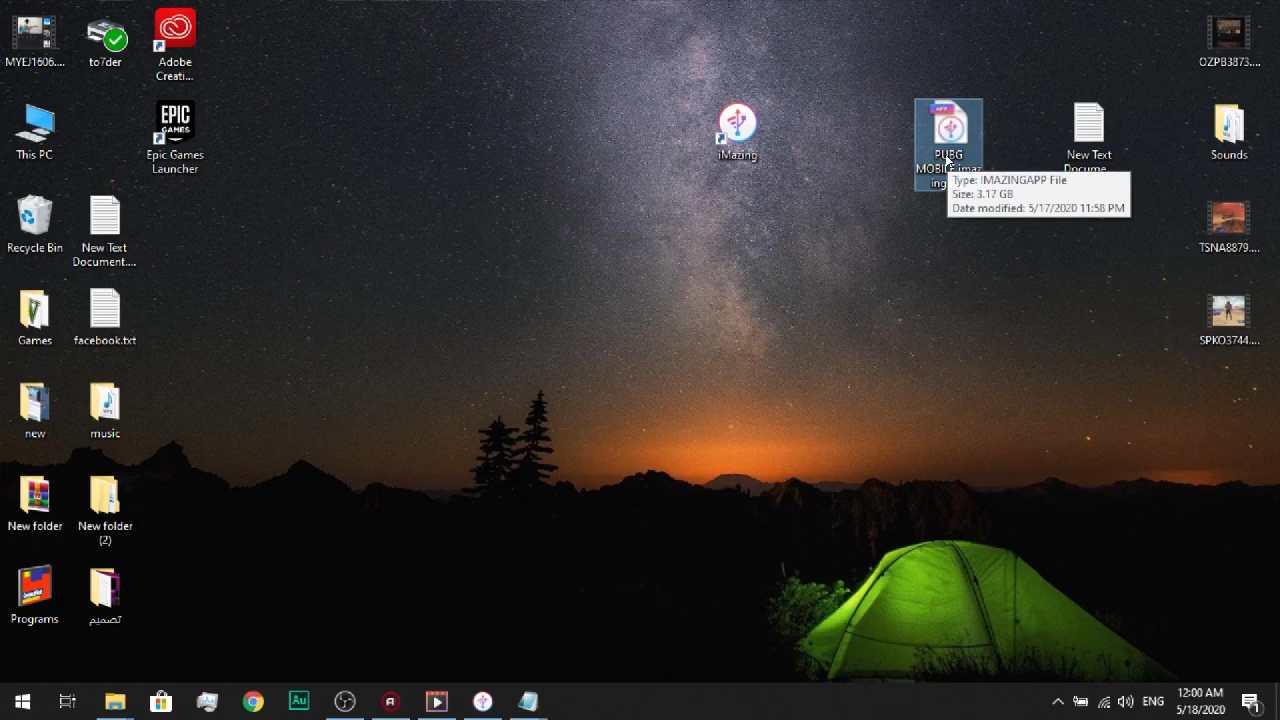 MYEJ1606....
to7der
Adobe
Creati...
OZPB3873....
This PC
EPIC
GAMES
Epic Games
Launcher
iMazing
APP
PUBG
MOBILE.imaz
ing
New Text
Docume...
Sounds
Type: IMAZINGAPP File
Size: 3.17 GB
Date modified: 5/17/2020 11:58 PM
Recycle Bin
New Text
Document....
TSNA8879....
Games
facebook.txt
SPKO3744....
new
music
New folder
New folder
(2)
Programs
تصميم
Au
ENG
12:00 AM
5/18/2020
1